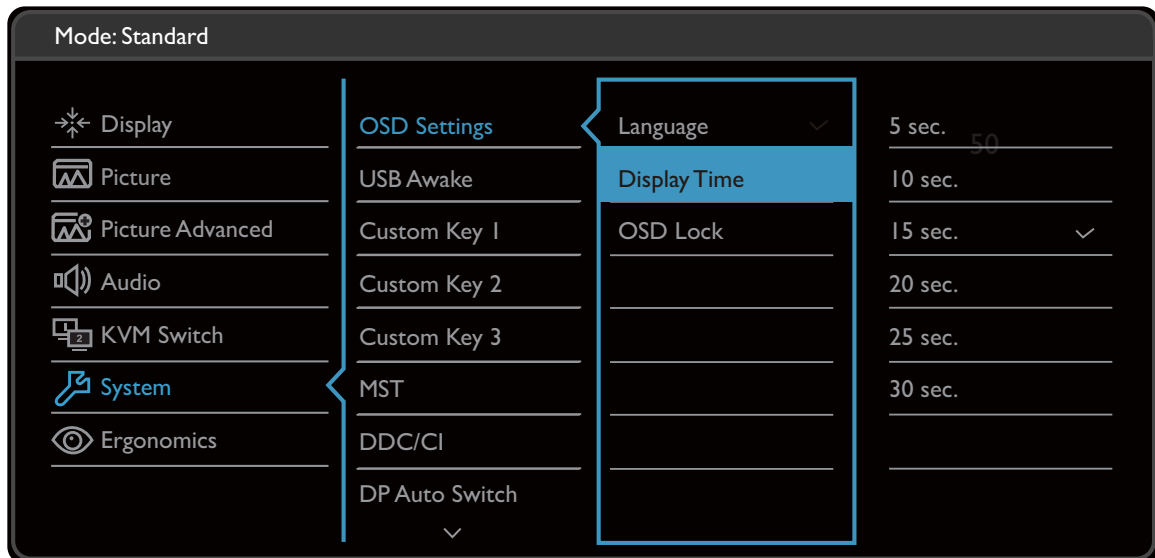 Mode: Standard
Display
Picture
Picture Advanced
Audio
KVM Switch
System
Ergonomics
OSD Settings
USB Awake
Custom Key 1
Custom Key 2
Custom Key 3
MST
DDC/CI
DP Auto Switch
Language
Display Time
OSD Lock
5 sec.
50
10 sec.
15 sec.
20 sec.
25 sec.
30 sec.
1
2